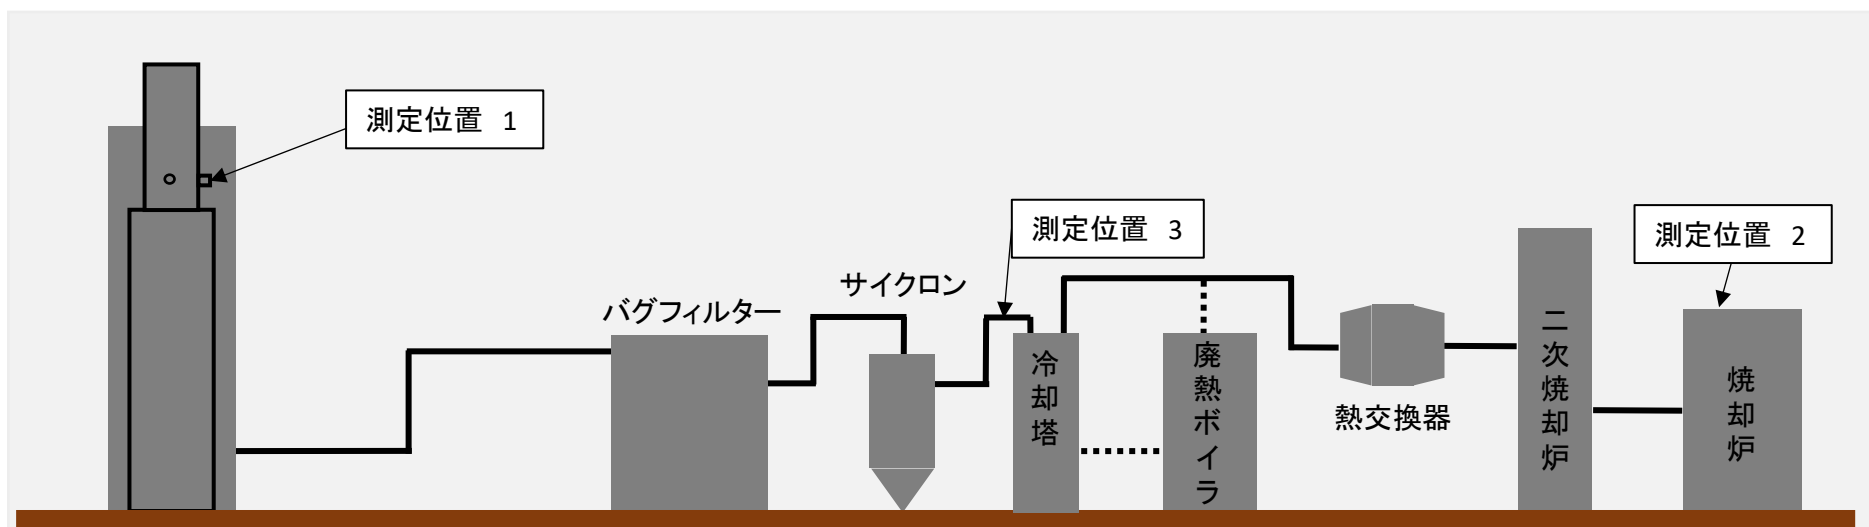 測定位置 1
測定位置 3
測定位置 2
サイクロン
バグフィルター
冷却塔
廃熱ボイラ
熱交換器
二次焼却炉
焼却炉